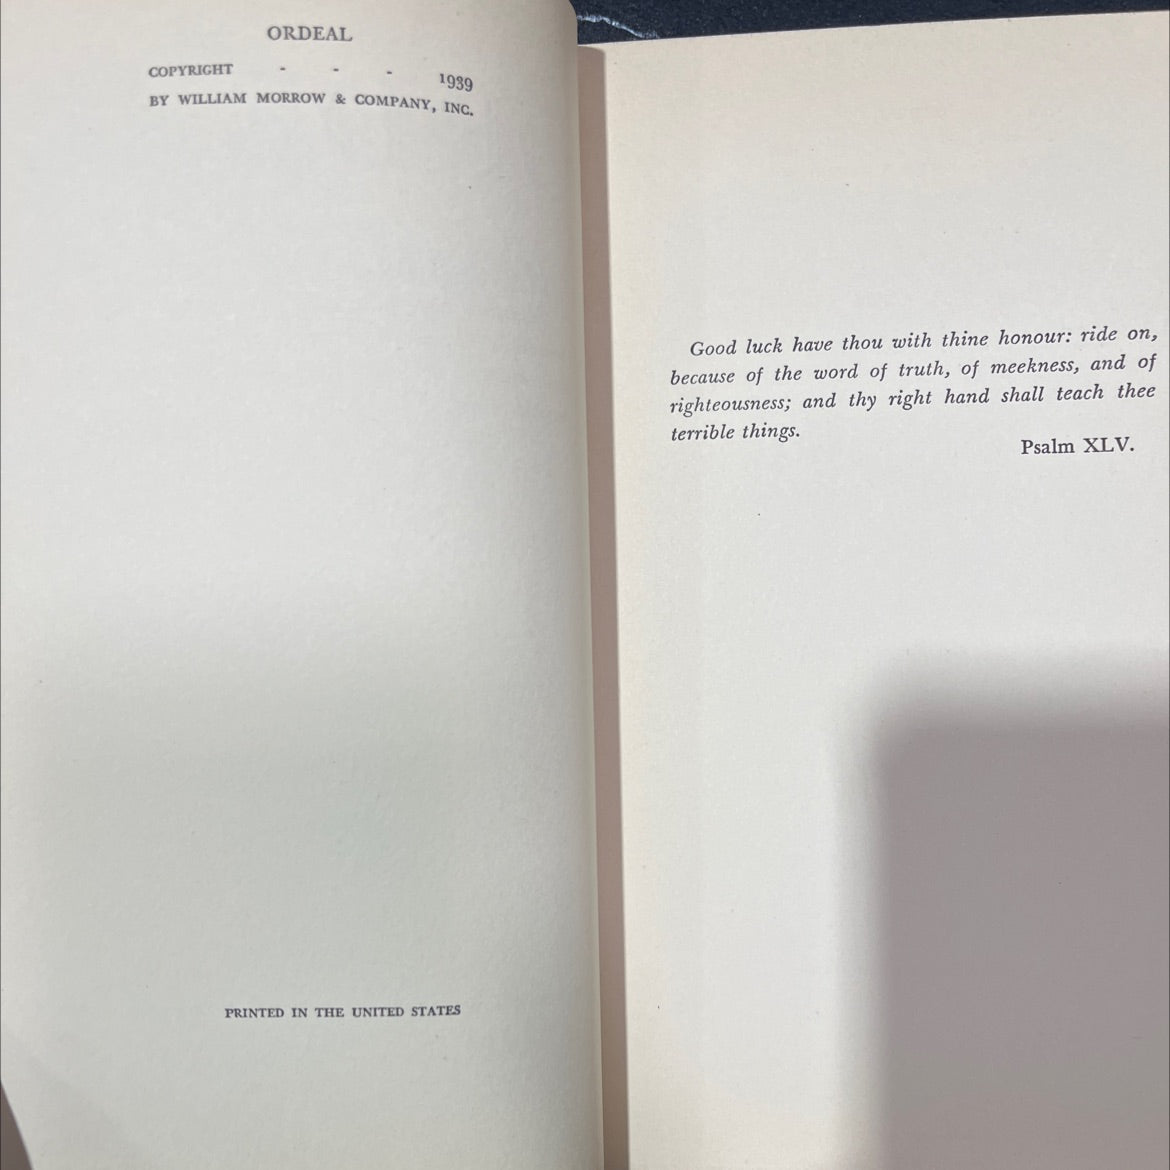 ORDEAL
COPYRIGHT - - - 1939
BY WILLIAM MORROW & COMPANY, INC.
PRINTED IN THE UNITED STATES
Good luck have thou with thine honour: ride on,
because of the word of truth, of meekness, and of
righteousness; and thy right hand shall teach thee
terrible things.
Psalm XLV.